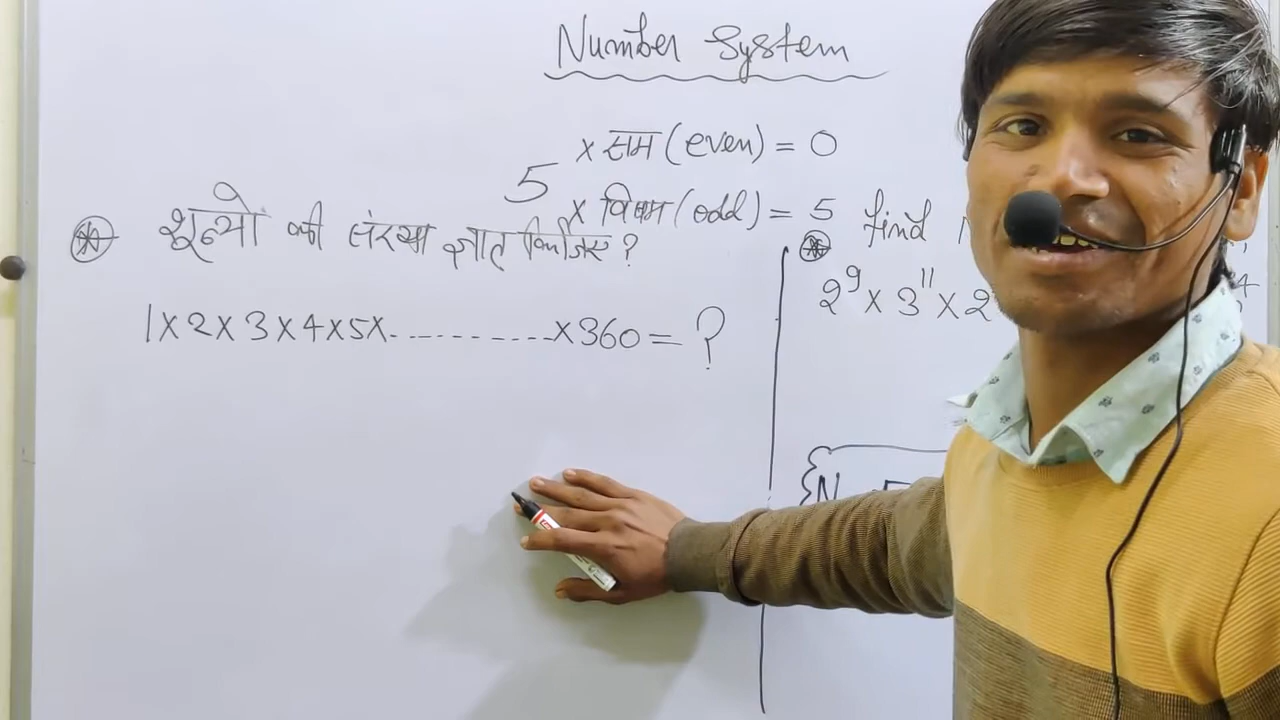 Number System
5 x सम (even) = 0
x विषम (odd) = 5
शून्यो की संख्या ज्ञात किजिए ?
1x2x3x4x5x.............x360 = ?
find
2⁹ x 3¹¹ x 2